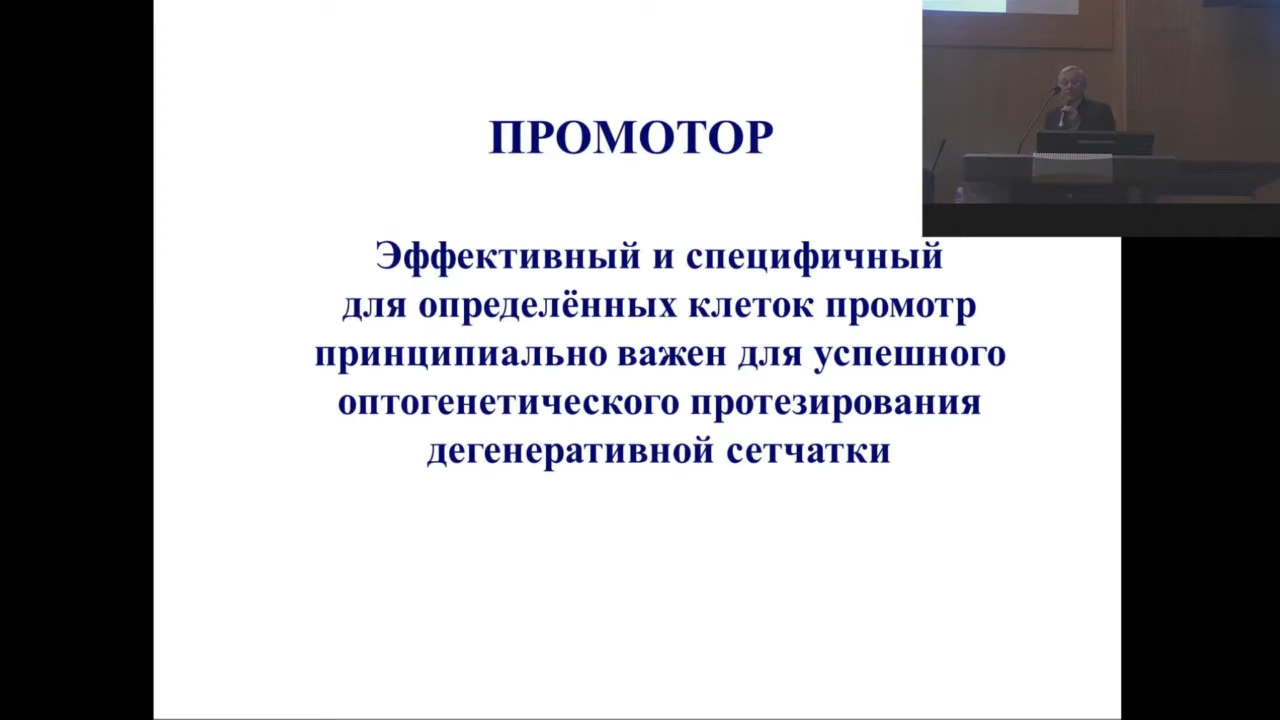 ПРОМОТОР
Эффективный и специфичный
для определённых клеток промотр
принципиально важен для успешного
оптогенетического протезирования
дегенеративной сетчатки